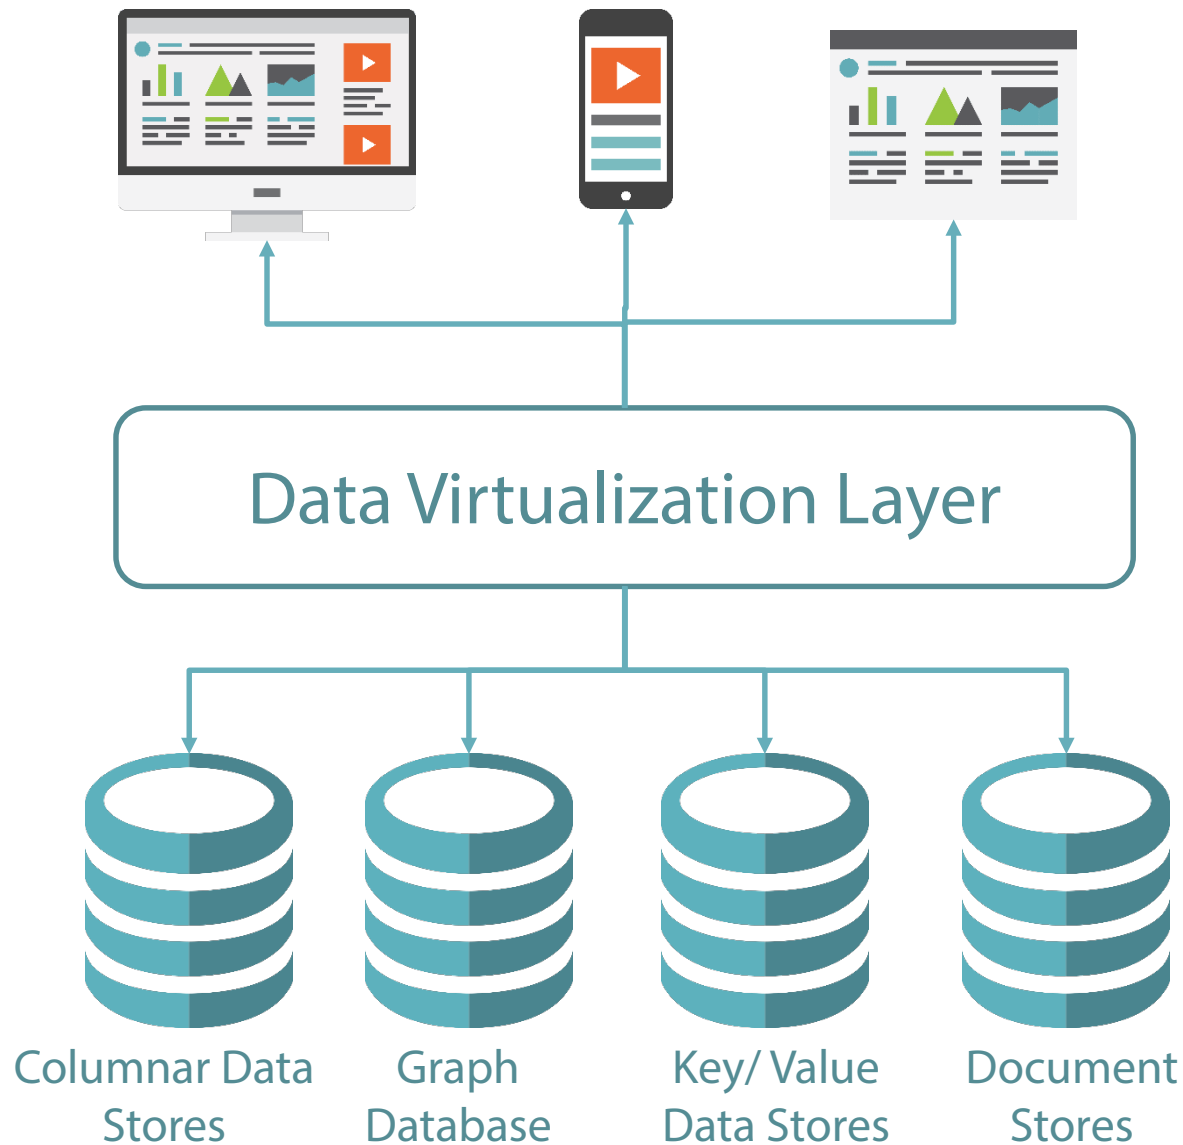 Data Virtualization Layer
Columnar Data
Stores
Graph
Database
Key/ Value
Data Stores
Document
Stores